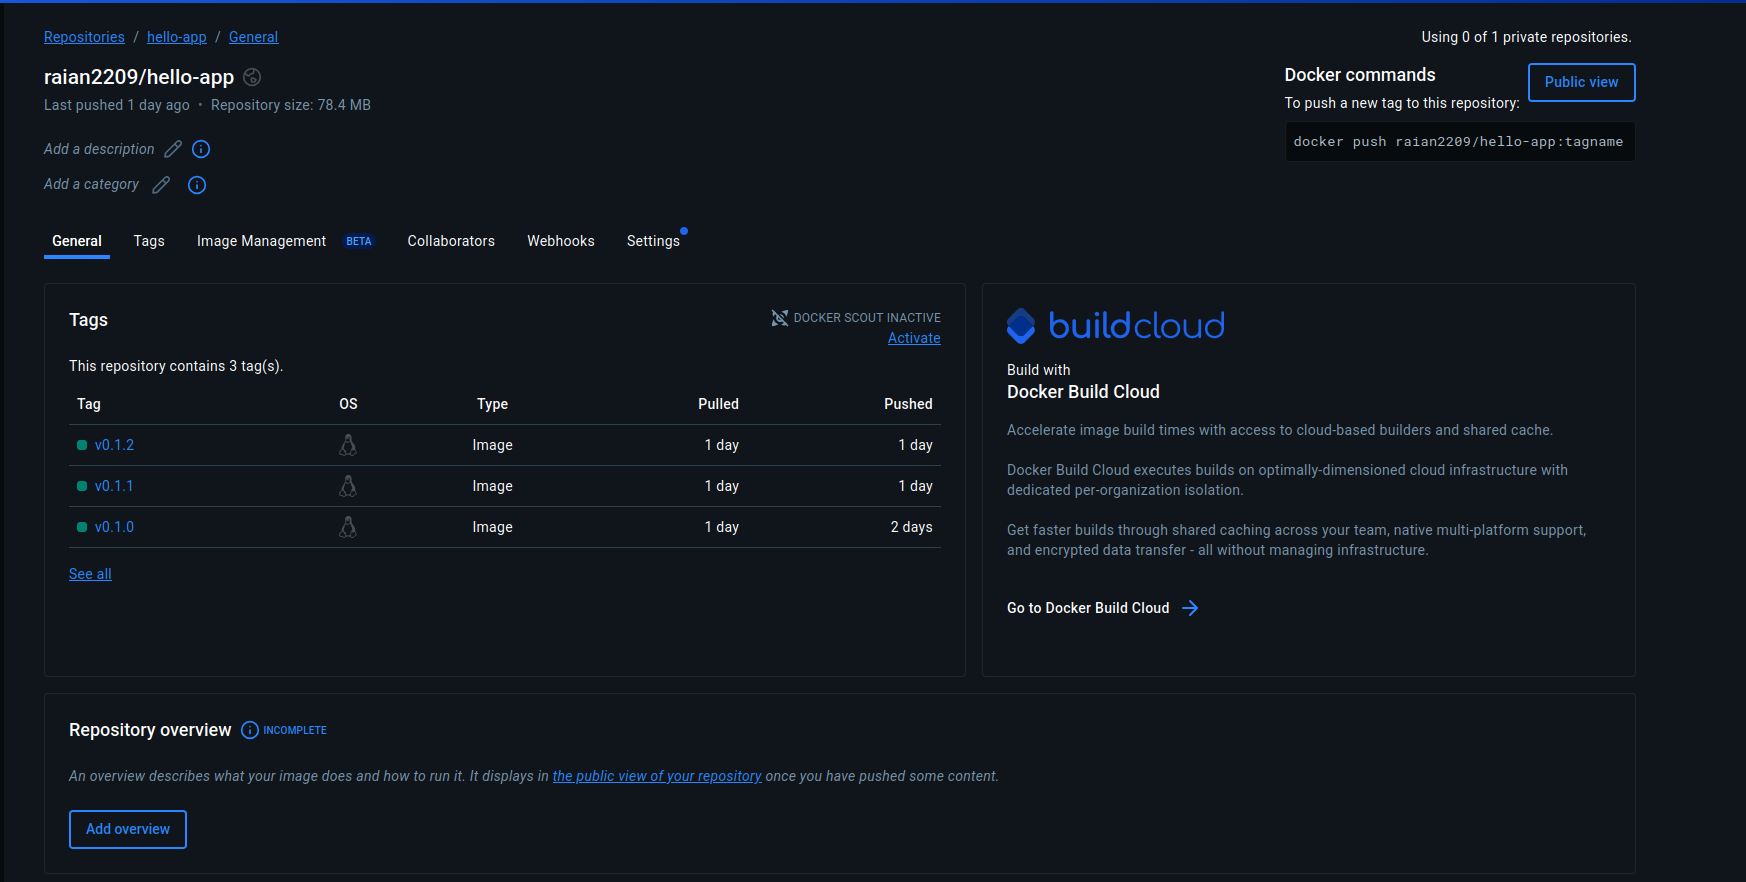 Repositories / hello-app / General
Using 0 of 1 private repositories.
raian2209/hello-app
Last pushed 1 day ago • Repository size: 78.4 MB
Docker commands
Public view
To push a new tag to this repository:
docker push raian2209/hello-app:tagname
Add a description
Add a category
General Tags Image Management BETA Collaborators Webhooks Settings
Tags
DOCKER SCOUT INACTIVE
Activate
This repository contains 3 tag(s).
Tag OS Type Pulled Pushed
v0.1.2 Image 1 day 1 day
v0.1.1 Image 1 day 1 day
v0.1.0 Image 1 day 2 days
See all
buildcloud
Build with
Docker Build Cloud
Accelerate image build times with access to cloud-based builders and shared cache.
Docker Build Cloud executes builds on optimally-dimensioned cloud infrastructure with
dedicated per-organization isolation.
Get faster builds through shared caching across your team, native multi-platform support,
and encrypted data transfer - all without managing infrastructure.
Go to Docker Build Cloud
Repository overview INCOMPLETE
An overview describes what your image does and how to run it. It displays in the public view of your repository once you have pushed some content.
Add overview